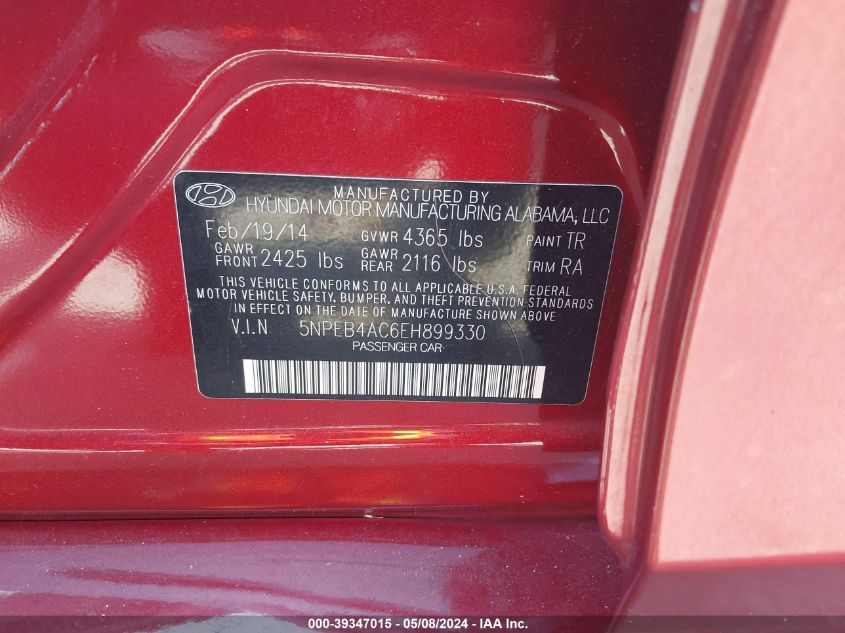 MANUFACTURED BY
HYUNDAI MOTOR MANUFACTURING ALABAMA, LLC
Feb/19/14 GVWR 4365 lbs PAINT TR
GAWR FRONT 2425 lbs GAWR REAR 2116 lbs TRIM RA
THIS VEHICLE CONFORMS TO ALL APPLICABLE U.S.A. FEDERAL
MOTOR VEHICLE SAFETY, BUMPER, AND THEFT PREVENTION STANDARDS
IN EFFECT ON THE DATE OF MANUFACTURE SHOWN ABOVE
V.I.N 5NPEB4AC6EH899330
PASSENGER CAR
000-39347015 - 05/08/2024 - IAA, Inc.